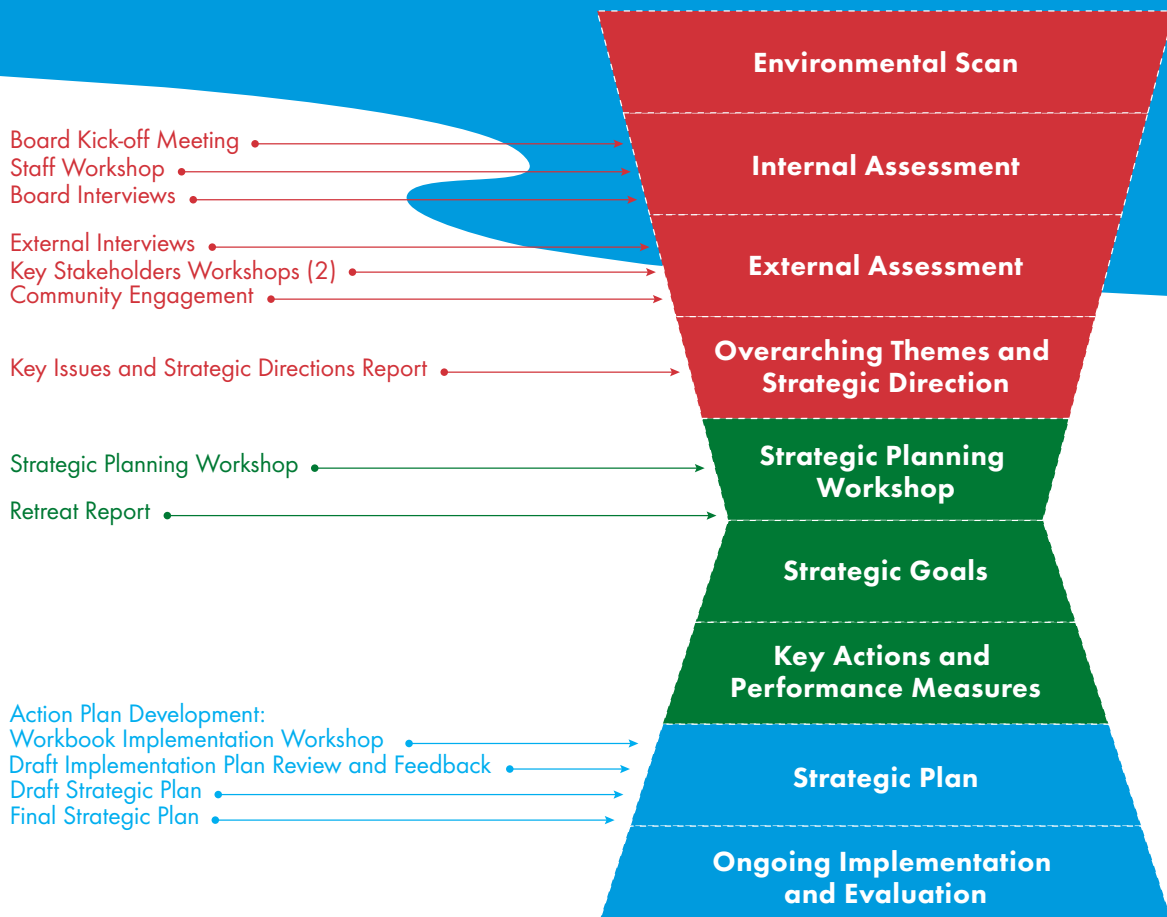 Environmental Scan
Board Kick-off Meeting
Staff Workshop
Board Interviews
Internal Assessment
External Interviews
Key Stakeholders Workshops (2)
Community Engagement
External Assessment
Key Issues and Strategic Directions Report
Overarching Themes and
Strategic Direction
Strategic Planning Workshop
Retreat Report
Strategic Planning
Workshop
Strategic Goals
Key Actions and
Performance Measures
Action Plan Development:
Workbook Implementation Workshop
Draft Implementation Plan Review and Feedback
Draft Strategic Plan
Final Strategic Plan
Strategic Plan
Ongoing Implementation
and Evaluation